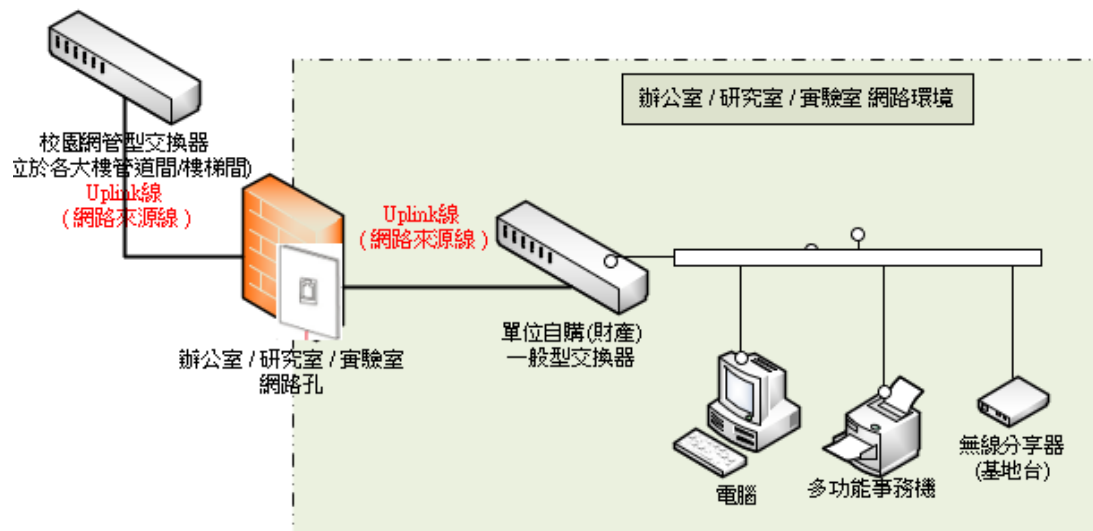 辦公室 / 研究室 / 實驗室 網路環境
校園網管型交換器
立於各大樓管道間/樓梯間)
Uplink線
(網路來源線)
Uplink線
(網路來源線)
辦公室 / 研究室 / 實驗室
網路孔
單位自購(財產)
一般型交換器
電腦
多功能事務機
無線分享器
(基地台)